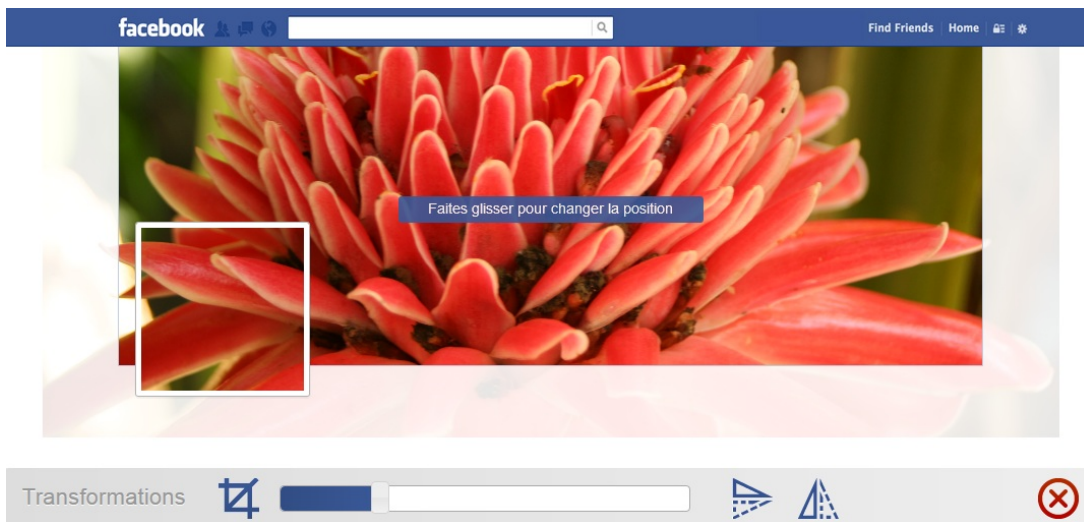 facebook
Find Friends Home
Faites glisser pour changer la position
Transformations